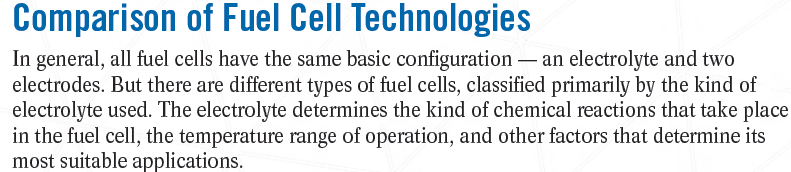 Comparison of Fuel Cell Technologies
In general, all fuel cells have the same basic configuration — an electrolyte and two
electrodes. But there are different types of fuel cells, classified primarily by the kind of
electrolyte used. The electrolyte determines the kind of chemical reactions that take place
in the fuel cell, the temperature range of operation, and other factors that determine its
most suitable applications.